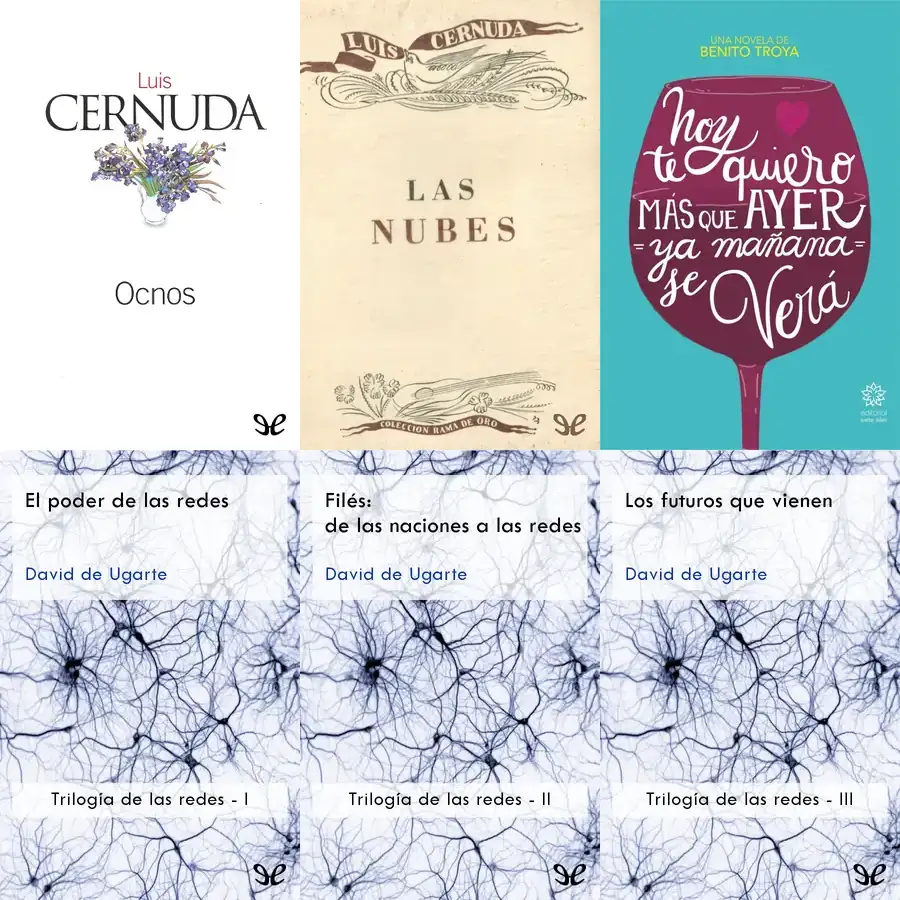 Luis
CERNUDA
Ocnos
LUIS CERNUDA
LAS
NUBES
COLECCION RAMA DE ORO
UNA NOVELA DE
BENITO TROYA
hoy
te quiero
MÁS QUE AYER
=ya mañana=
se
Verá
editorial
siete islas
El poder de las redes
David de Ugarte
Trilogía de las redes - I
Filés:
de las naciones a las redes
David de Ugarte
Trilogía de las redes - II
Los futuros que vienen
David de Ugarte
Trilogía de las redes - III